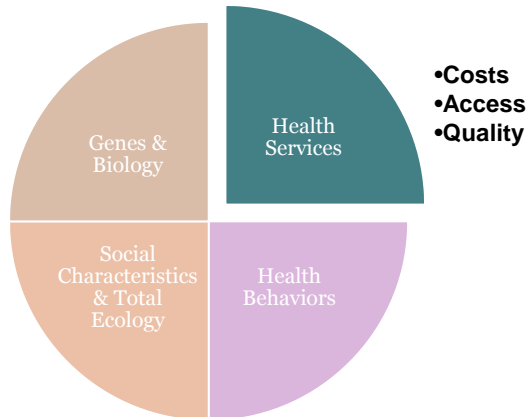 Genes &
Biology
Health
Services
•Costs
•Access
•Quality
Social
Characteristics
& Total
Ecology
Health
Behaviors